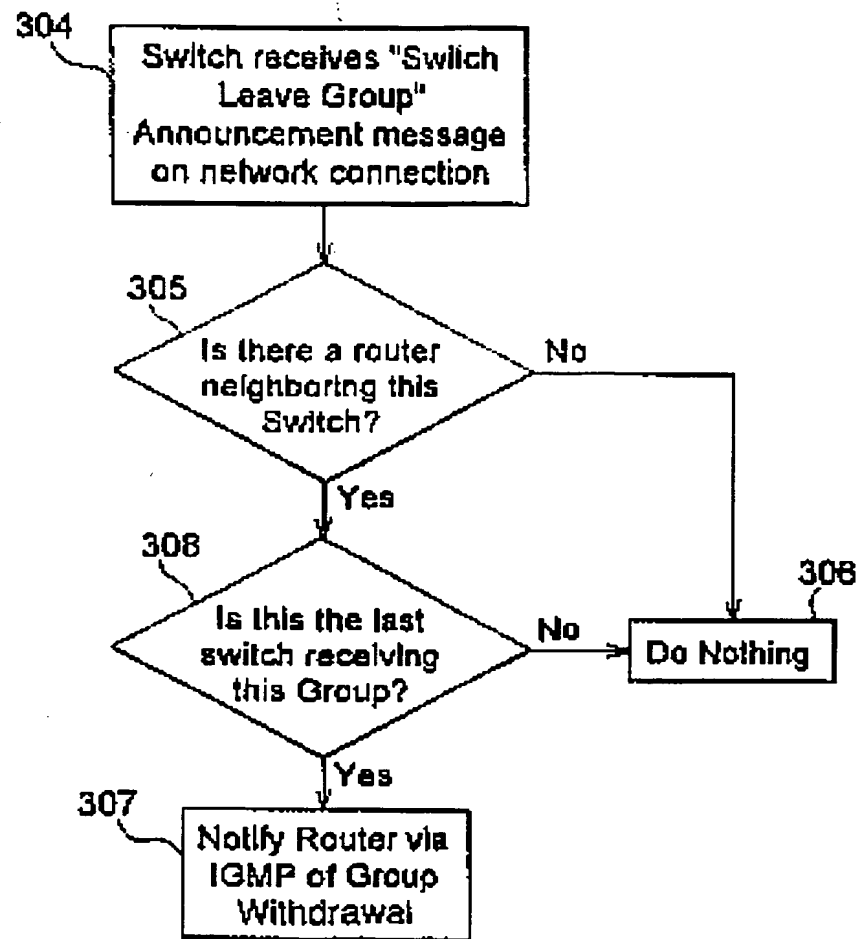 304
Switch receives "Switch
Leave Group"
Announcement message
on network connection
305
Is there a router
neighboring this
Switch?
No
Yes
308
306
Is this the last
switch receiving
this Group?
No
Do Nothing
Yes
307
Notify Router via
IGMP of Group
Withdrawal